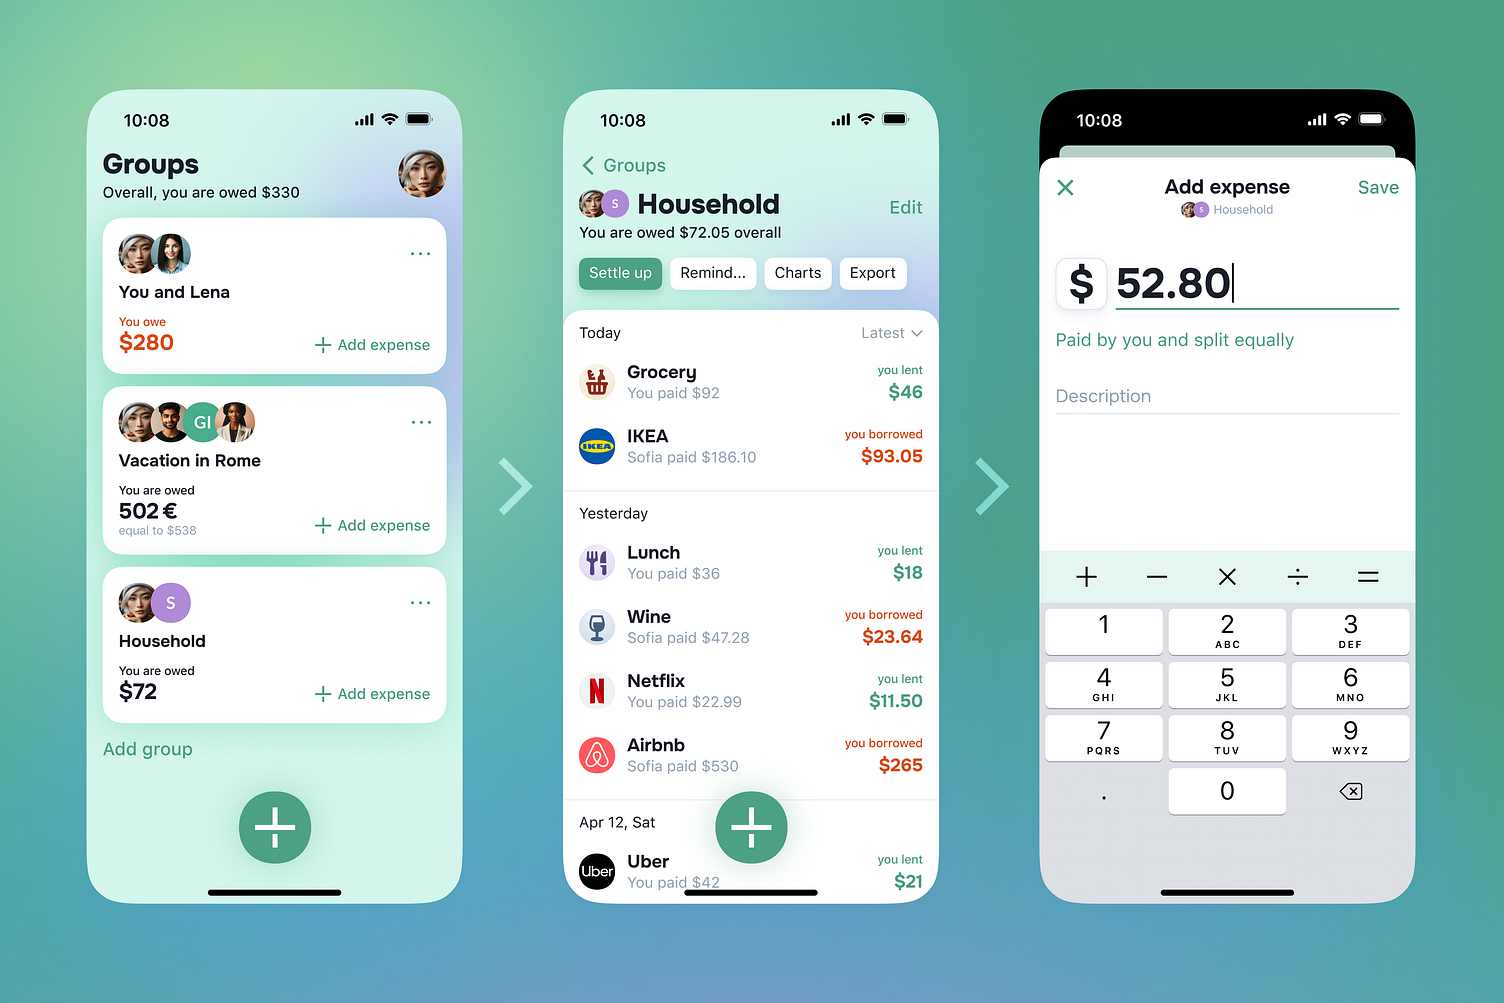 10:08
Groups
Overall, you are owed $330
You and Lena
You owe
$280
Add expense
GI
Vacation in Rome
You are owed
502 €
equal to $538
Add expense
S
Household
You are owed
$72
Add expense
Add group
10:08
Groups
S
Household
Edit
You are owed $72.05 overall
Settle up
Remind...
Charts
Export
Today
Latest
Grocery
You paid $92
you lent
$46
IKEA
IKEA
Sofia paid $186.10
you borrowed
$93.05
Yesterday
Lunch
You paid $36
you lent
$18
Wine
Sofia paid $47.28
you borrowed
$23.64
N
Netflix
You paid $22.99
you lent
$11.50
Airbnb
Sofia paid $530
you borrowed
$265
Apr 12, Sat
Uber
Uber
You paid $42
you lent
$21
10:08
Add expense
Save
S
Household
$
52.80
Paid by you and split equally
Description
+ − × ÷ =
1
2
ABC
3
DEF
4
GHI
5
JKL
6
MNO
7
PQRS
8
TUV
9
WXYZ
.
0